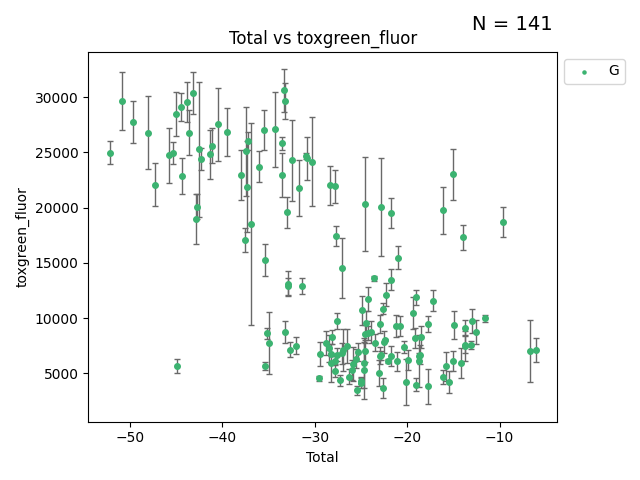 N = 141
Total vs toxgreen_fluor
G
toxgreen_fluor
30000
25000
20000
15000
10000
5000
−50 −40 −30 −20 −10
Total